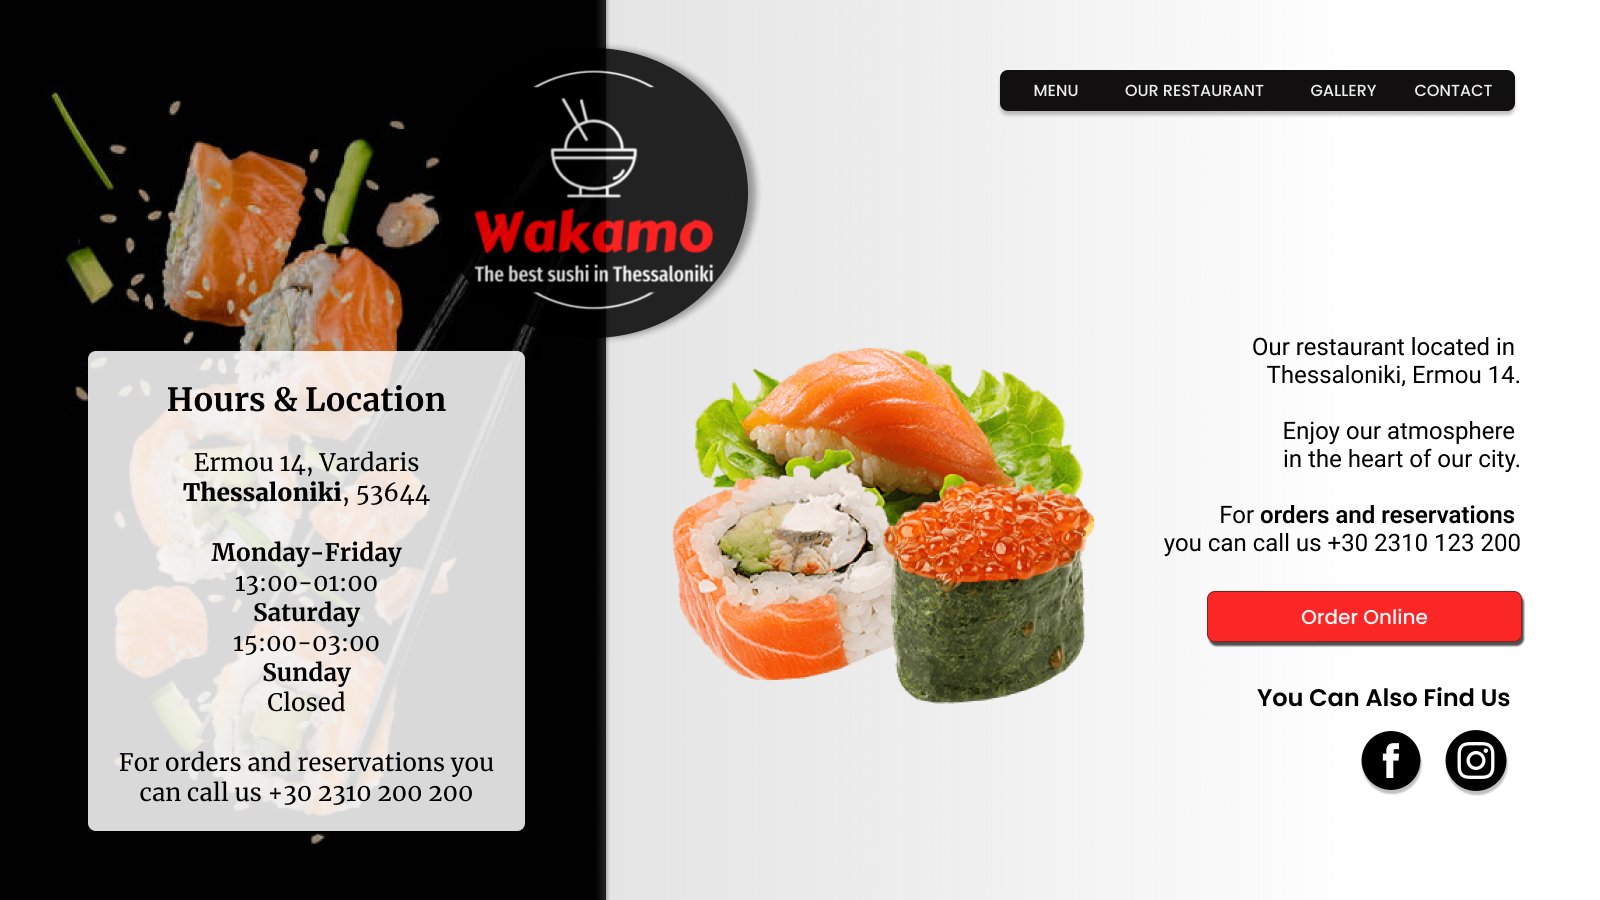 Wakamo
The best sushi in Thessaloniki
MENU OUR RESTAURANT GALLERY CONTACT
Hours & Location
Ermou 14, Vardaris
Thessaloniki, 53644
Monday-Friday
13:00-01:00
Saturday
15:00-03:00
Sunday
Closed
For orders and reservations you
can call us +30 2310 200 200
Our restaurant located in
Thessaloniki, Ermou 14.
Enjoy our atmosphere
in the heart of our city.
For orders and reservations
you can call us +30 2310 123 200
Order Online
You Can Also Find Us